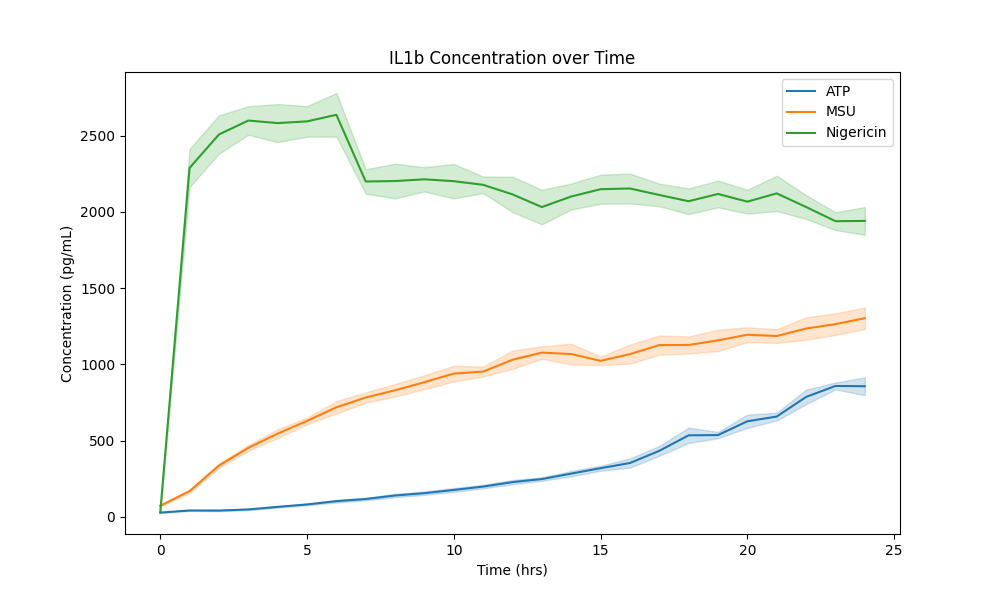 IL1b Concentration over Time
ATP
MSU
Nigericin
Concentration (pg/mL)
2500
2000
1500
1000
500
0
0 5 10 15 20 25
Time (hrs)